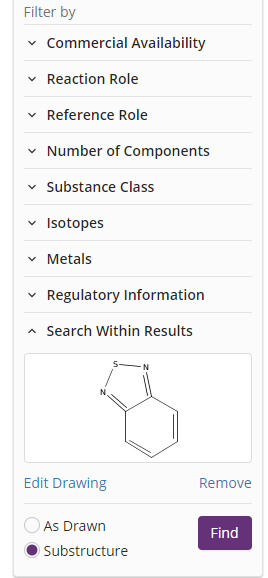 Filter by
Commercial Availability
Reaction Role
Reference Role
Number of Components
Substance Class
Isotopes
Metals
Regulatory Information
Search Within Results
S
N
N
Edit Drawing Remove
As Drawn
Find
Substructure